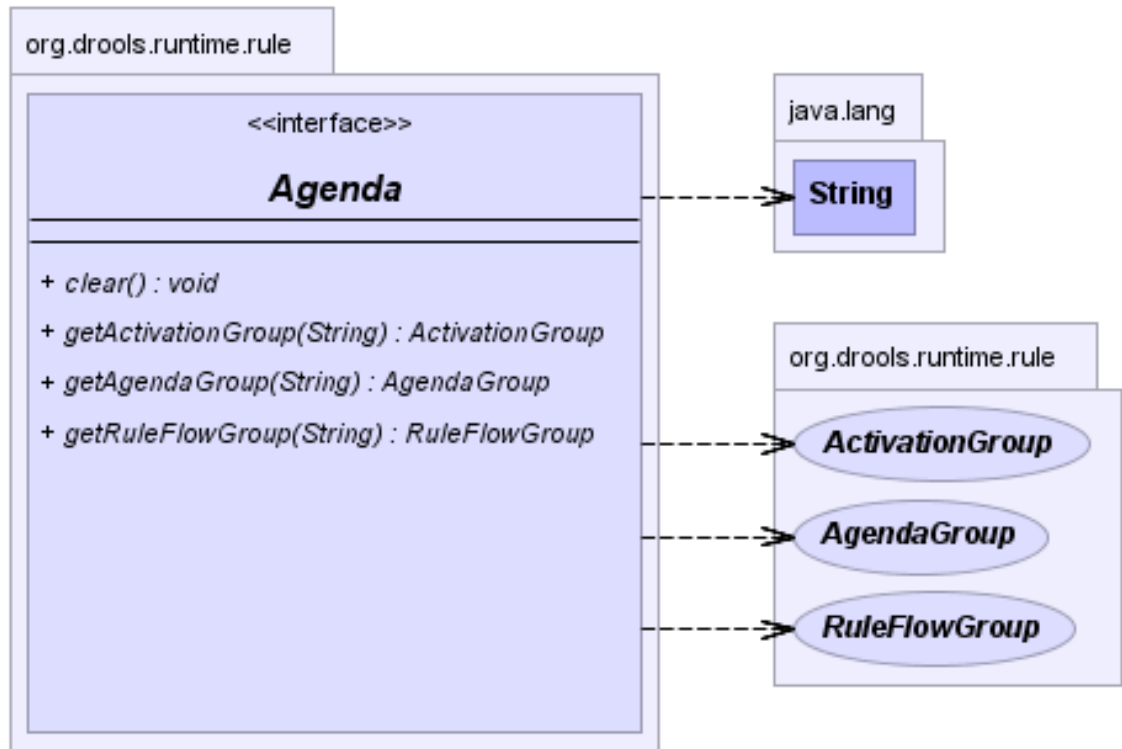 org.drools.runtime.rule
<<interface>>
Agenda
+ clear() : void
+ getActivationGroup(String) : ActivationGroup
+ getAgendaGroup(String) : AgendaGroup
+ getRuleFlowGroup(String) : RuleFlowGroup
java.lang
String
org.drools.runtime.rule
ActivationGroup
AgendaGroup
RuleFlowGroup